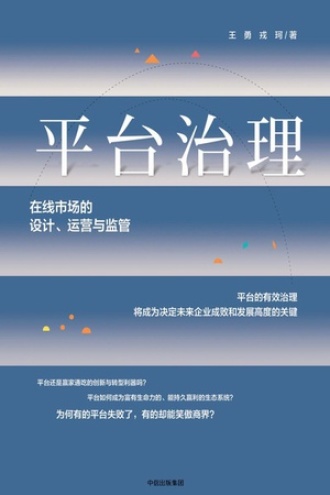 王 勇 戎 珂/著
平台治理
在线市场的
设计、运营与监管
平台的有效治理
将成为决定未来企业成败和发展高度的关键
平台还是赢家通吃的创新与转型利器吗？
平台如何成为富有生命力的、能持久赢利的生态系统？
为何有的平台失败了，有的却能笑傲商界？
中信出版集团